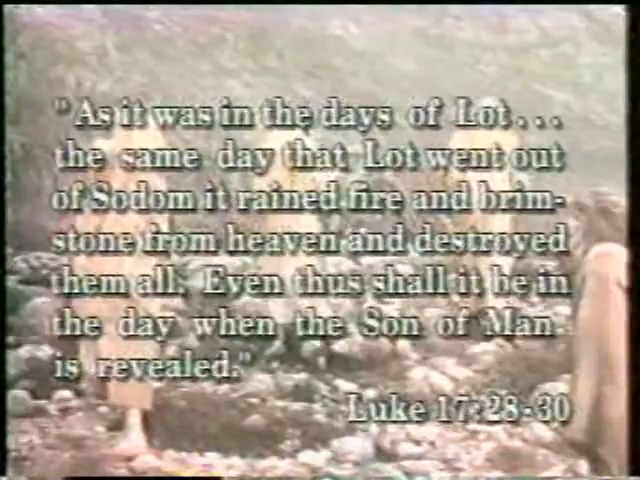 "As it was in the days of Lot...
the same day that Lot went out
of Sodom it rained fire and brim-
stone from heaven and destroyed
them all. Even thus shall it be in
the day when the Son of Man
is revealed."
Luke 17:28-30